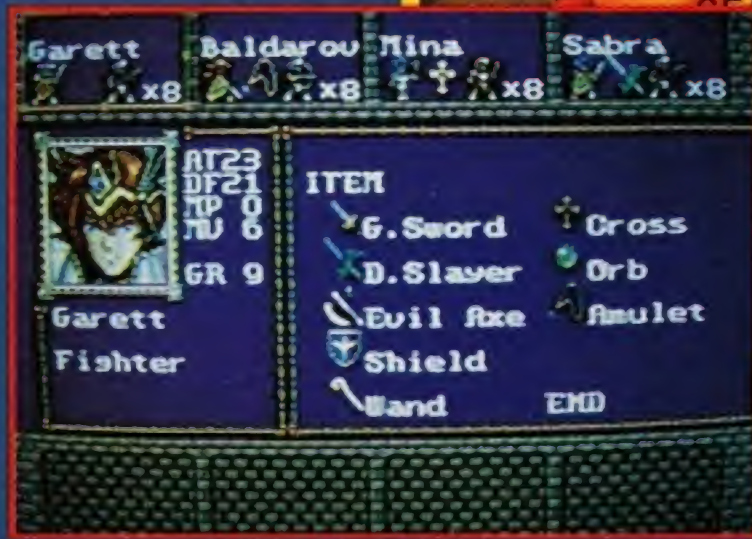 Garett Baldarov Mina Sabra
x8 x8 x8 x8
AT23
DF21
MP 0
MV 6
GR 9
Garett
Fighter
ITEM
G.Sword Cross
D.Slayer Orb
Evil Axe Amulet
Shield
Wand END